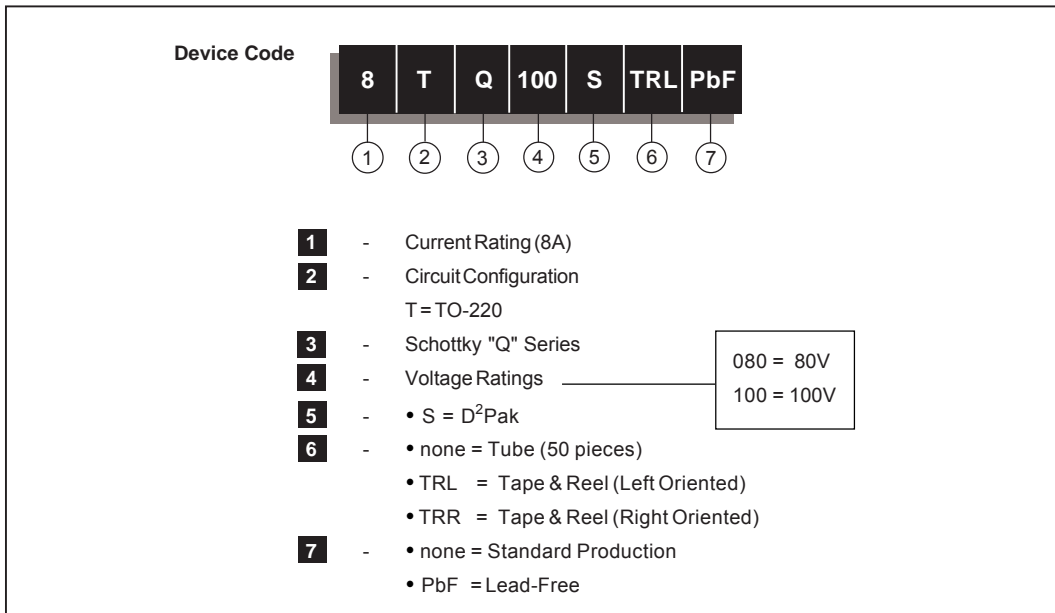 Device Code
8 T Q 100 S TRL PbF
1 2 3 4 5 6 7
1 - Current Rating (8A)
2 - Circuit Configuration
T = TO-220
3 - Schottky "Q" Series
4 - Voltage Ratings
080 = 80V
100 = 100V
5 - • S = D²Pak
6 - • none = Tube (50 pieces)
• TRL = Tape & Reel (Left Oriented)
• TRR = Tape & Reel (Right Oriented)
7 - • none = Standard Production
• PbF = Lead-Free